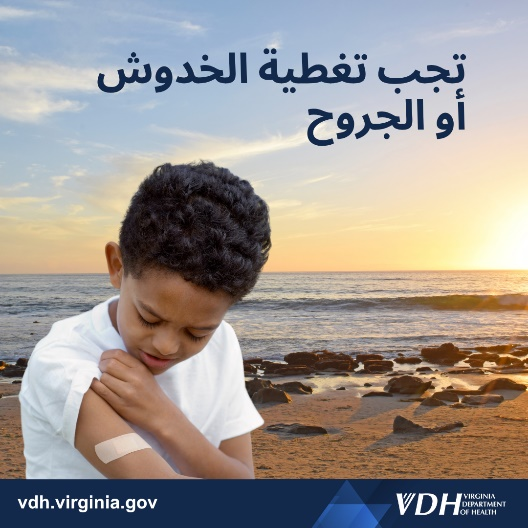 تجب تغطية الخدوش
أو الجروح
vdh.virginia.gov
VDH VIRGINIA
DEPARTMENT
OF HEALTH